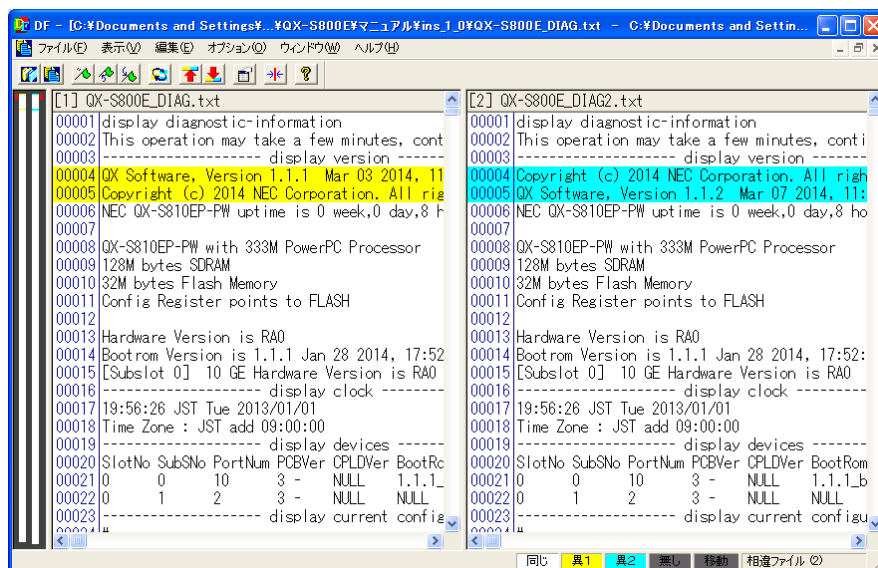 DF - [C:¥Documents and Settings¥...¥QX-S800E¥マニュアル¥ins_1_0¥QX-S800E_DIAG.txt - C:¥Documents and Settin...
ファイル(F) 表示(V) 編集(E) オプション(O) ウィンドウ(W) ヘルプ(H)
[1] QX-S800E_DIAG.txt
00001 display diagnostic-information
00002 This operation may take a few minutes, cont
00003 ------------------- display version -----
00004 QX Software, Version 1.1.1 Mar 03 2014, 11
00005 Copyright (c) 2014 NEC Corporation. All rig
00006 NEC QX-S810EP-PW uptime is 0 week,0 day,8 h
00007
00008 QX-S810EP-PW with 333M PowerPC Processor
00009 128M bytes SDRAM
00010 32M bytes Flash Memory
00011 Config Register points to FLASH
00012
00013 Hardware Version is RA0
00014 Bootrom Version is 1.1.1 Jan 28 2014, 17:52
00015 [Subslot 0] 10 GE Hardware Version is RA0
00016 ------------------- display clock -------
00017 19:56:26 JST Tue 2013/01/01
00018 Time Zone : JST add 09:00:00
00019 ------------------- display devices -----
00020 SlotNo SubSNo PortNum PCBVer CPLDVer BootRo
00021 0 0 10 3 - NULL 1.1.1_
00022 0 1 2 3 - NULL NULL
00023 ------------------- display current config
[2] QX-S800E_DIAG2.txt
00001 display diagnostic-information
00002 This operation may take a few minutes, conti
00003 ------------------- display version ------
00004 Copyright (c) 2014 NEC Corporation. All righ
00005 QX Software, Version 1.1.2 Mar 07 2014, 11:
00006 NEC QX-S810EP-PW uptime is 0 week,0 day,8 ho
00007
00008 QX-S810EP-PW with 333M PowerPC Processor
00009 128M bytes SDRAM
00010 32M bytes Flash Memory
00011 Config Register points to FLASH
00012
00013 Hardware Version is RA0
00014 Bootrom Version is 1.1.1 Jan 28 2014, 17:52:
00015 [Subslot 0] 10 GE Hardware Version is RA0
00016 ------------------- display clock --------
00017 19:56:26 JST Tue 2013/01/01
00018 Time Zone : JST add 09:00:00
00019 ------------------- display devices ------
00020 SlotNo SubSNo PortNum PCBVer CPLDVer BootRom
00021 0 0 10 3 - NULL 1.1.1_b
00022 0 1 2 3 - NULL NULL
00023 ------------------- display current configu
同じ 異1 異2 無し 移動 相違ファイル (2)